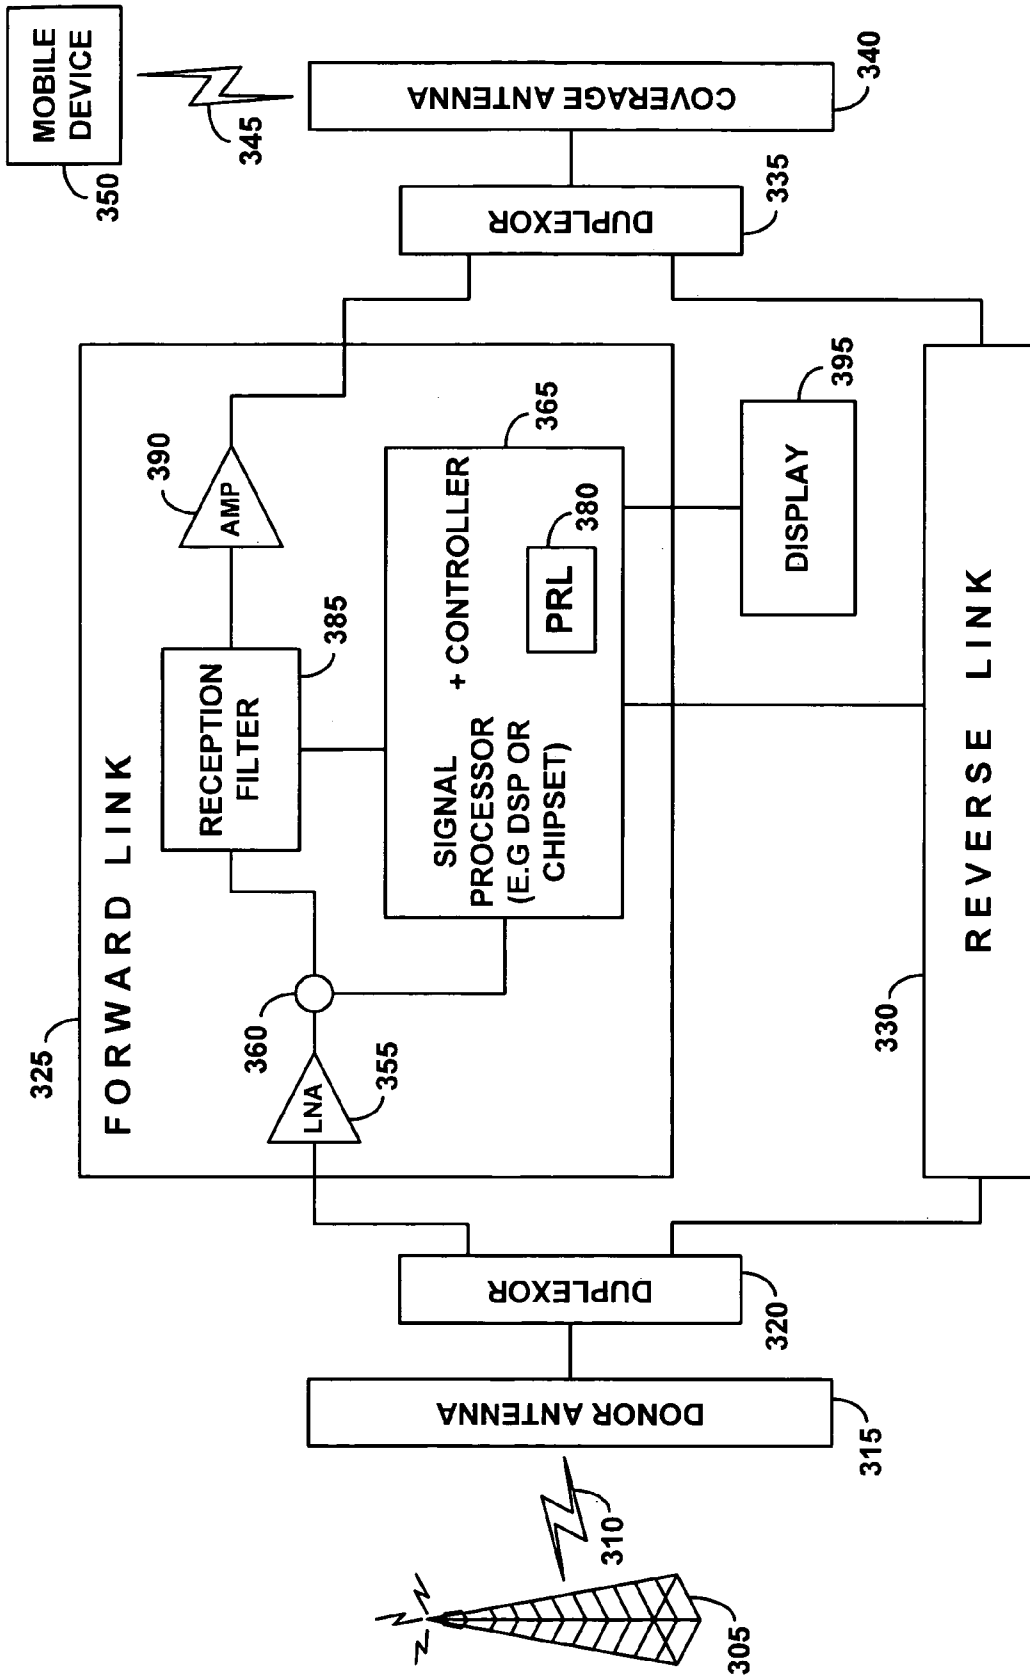 FORWARD LINK
325
LNA
355
360
RECEPTION
FILTER
385
AMP
390
SIGNAL
PROCESSOR
(E.G DSP OR
CHIPSET)
+ CONTROLLER
PRL
380
365
DISPLAY
395
REVERSE LINK
330
305
310
DONOR ANTENNA
315
DUPLEXOR
320
DUPLEXOR
335
COVERAGE ANTENNA
340
345
MOBILE
DEVICE
350